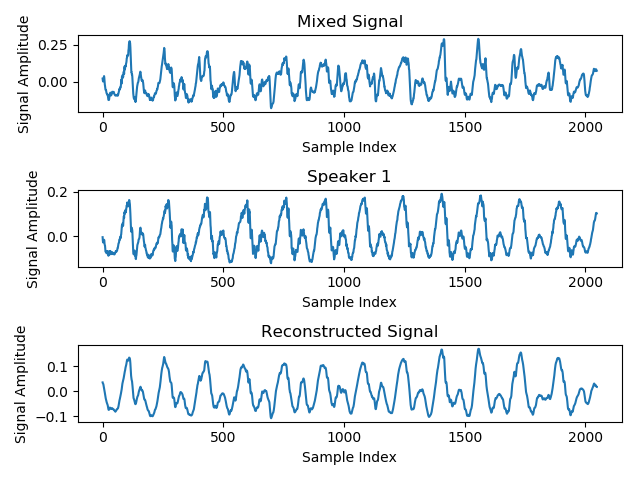 Mixed Signal
Signal Amplitude
0.25
0.00
0 500 1000 1500 2000
Sample Index
Speaker 1
Signal Amplitude
0.2
0.0
0 500 1000 1500 2000
Sample Index
Reconstructed Signal
Signal Amplitude
0.1
0.0
−0.1
0 500 1000 1500 2000
Sample Index